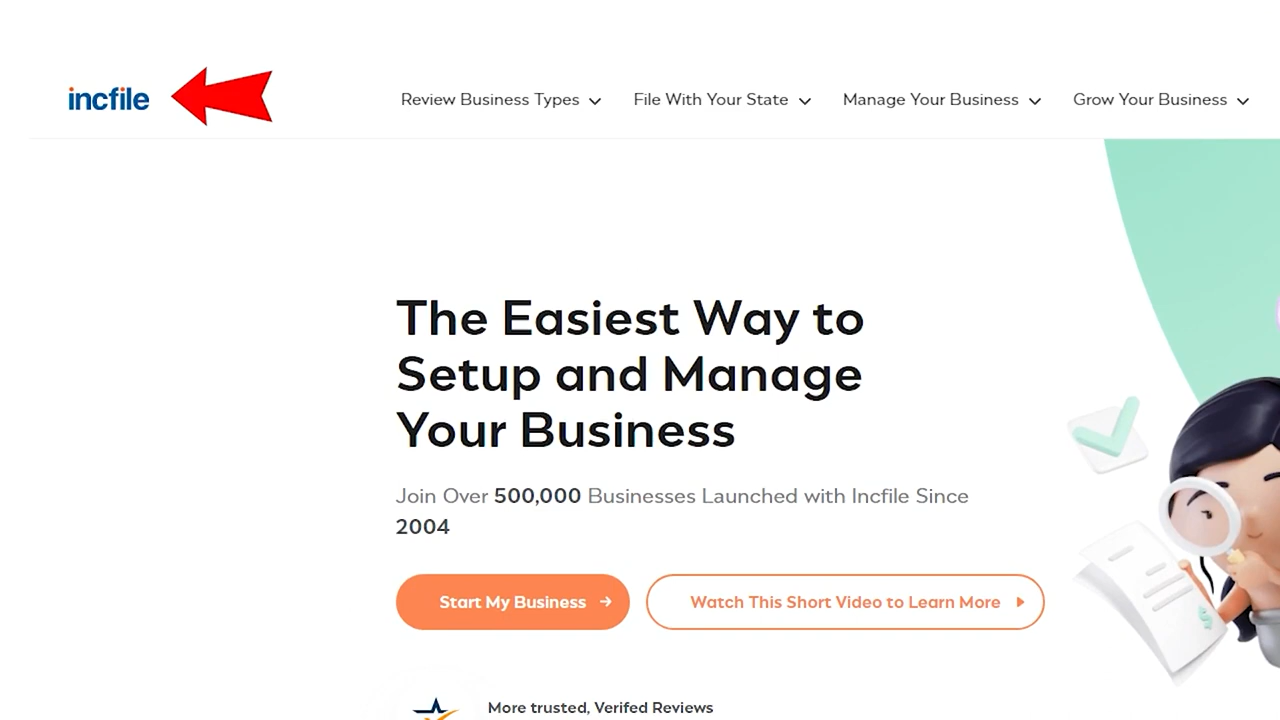 incfile
Review Business Types
File With Your State
Manage Your Business
Grow Your Business
The Easiest Way to
Setup and Manage
Your Business
Join Over 500,000 Businesses Launched with Incfile Since
2004
Start My Business
Watch This Short Video to Learn More
More trusted, Verifed Reviews